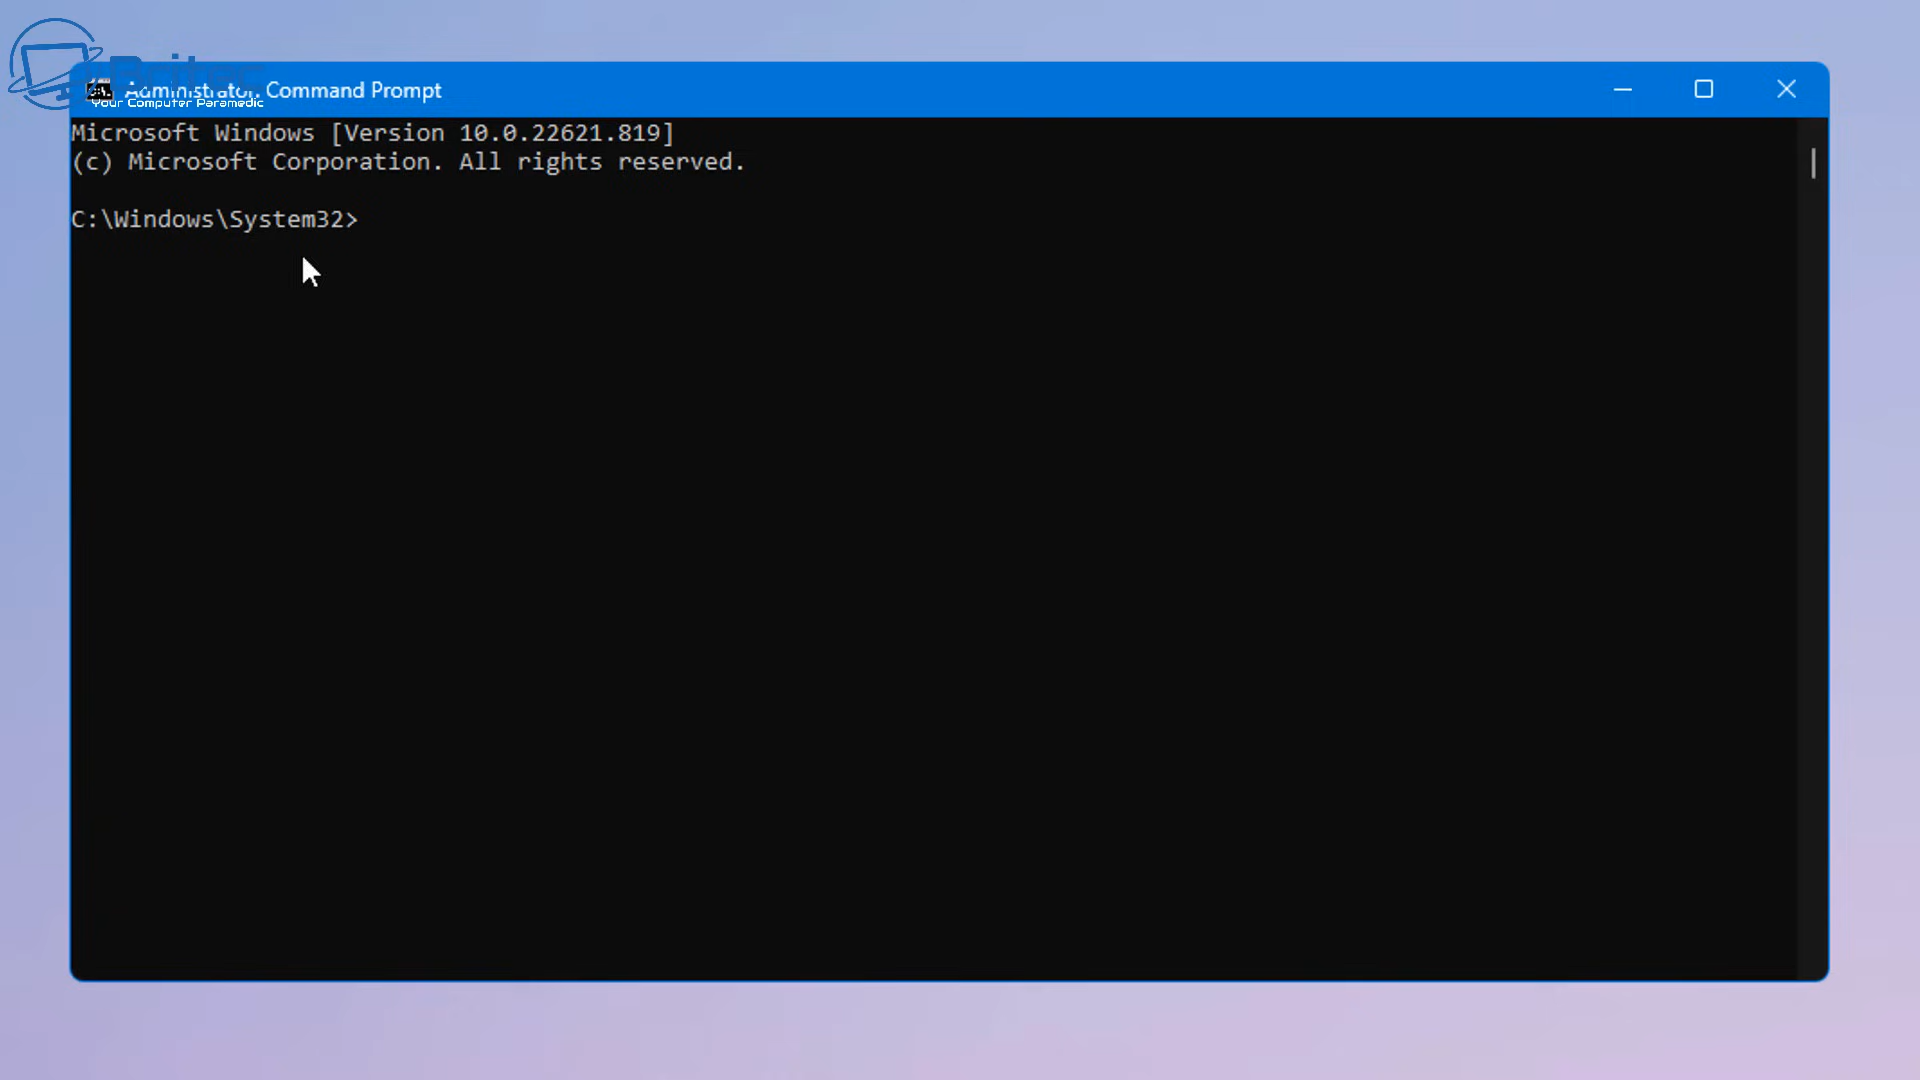 Britec
Your Computer Paramedic
Administrator: Command Prompt
Microsoft Windows [Version 10.0.22621.819]
(c) Microsoft Corporation. All rights reserved.
C:\Windows\System32>